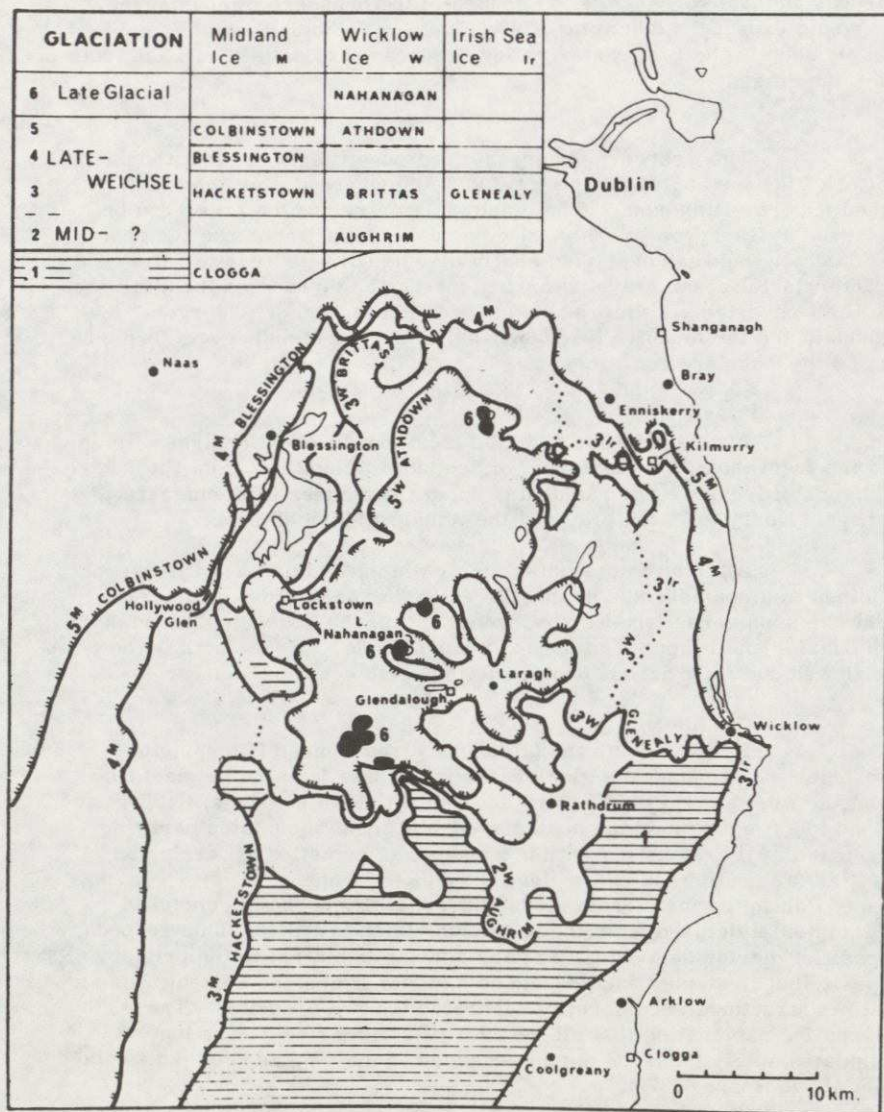 GLACIATION Midland Ice M Wicklow Ice W Irish Sea Ice Ir
6 Late Glacial NAHANAGAN
5 COLBINSTOWN ATHDOWN
4 LATE- BLESSINGTON
3 WEICHSEL HACKETSTOWN BRITTAS GLENEALY
2 MID- ? AUGHRIM
1 CLOGGA
Dublin
4M
Shanganagh
Naas
4M BLESSINGTON
3W BRITTAS
Bray
Enniskerry
6
Blessington
5W ATHDOWN
3Ir
Kilmurry
5M
4M
5M COLBINSTOWN
Hollywood Glen
Lockstown
L. Nahanagan
6
6
3Ir
3W
Laragh
Glendalough
3W
GLENEALY
Wicklow
3Ir
6
4M
Rathdrum
1
2W AUGHRIM
3M HACKETSTOWN
Arklow
Clogga
Coolgreany
0 10 km.